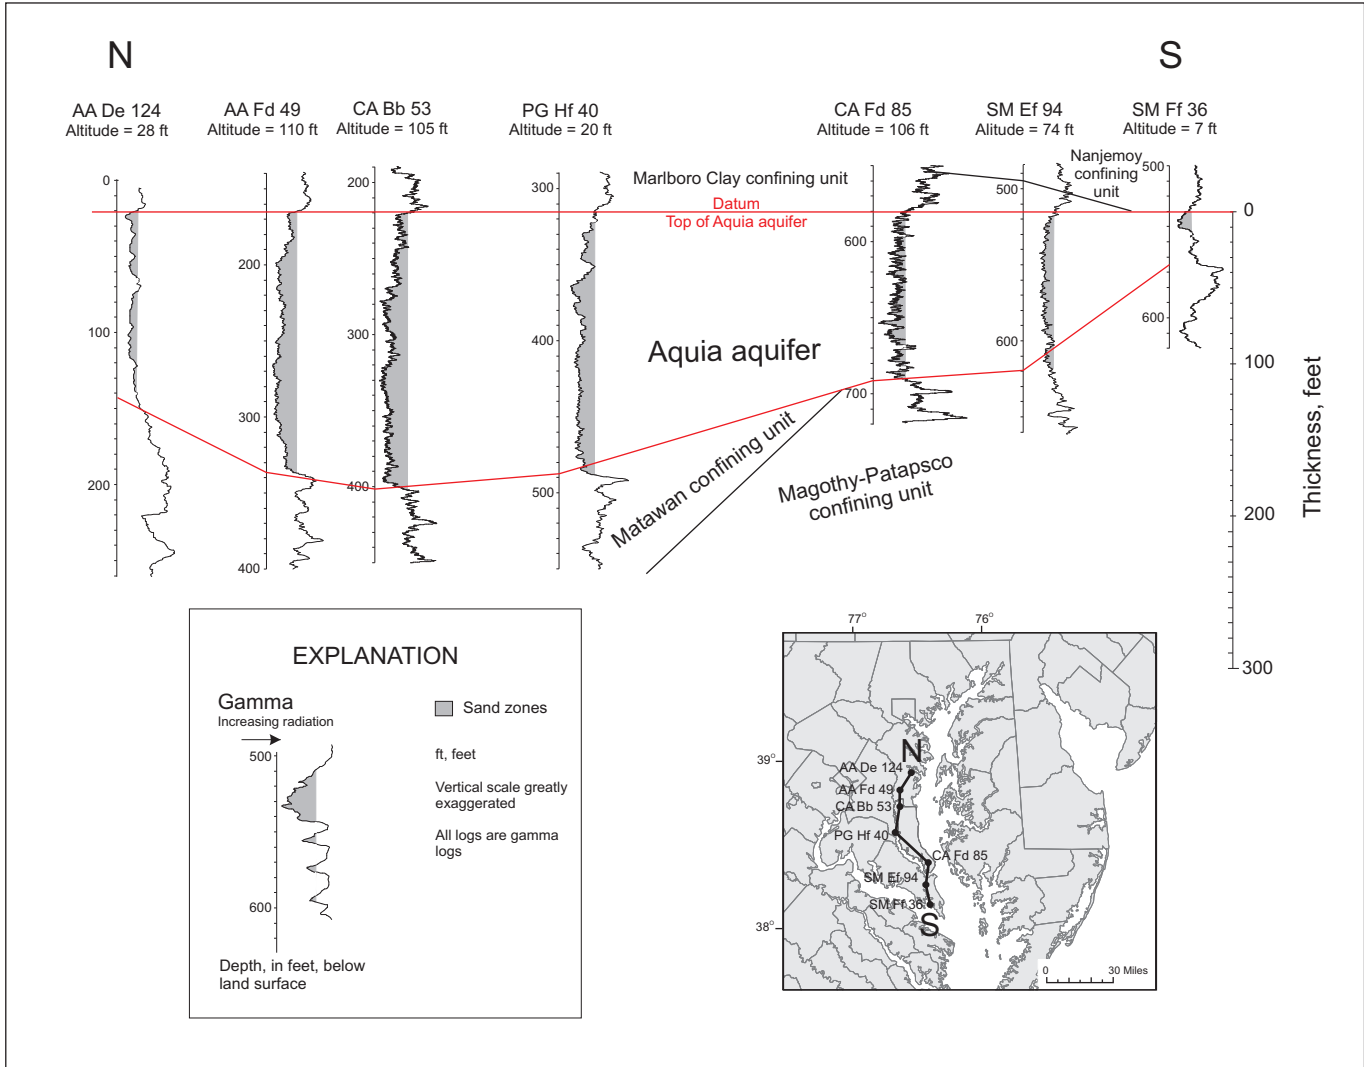 N
S
AA De 124
Altitude = 28 ft
AA Fd 49
Altitude = 110 ft
CA Bb 53
Altitude = 105 ft
PG Hf 40
Altitude = 20 ft
CA Fd 85
Altitude = 106 ft
SM Ef 94
Alitude = 74 ft
SM Ff 36
Altitude = 7 ft
0
100
200
200
300
400
200
300
400
300
400
500
600
700
500
600
500
600
Marlboro Clay confining unit
Nanjemoy
confining
unit
Datum
Top of Aquia aquifer
Aquia aquifer
Matawan confining unit
Magothy-Patapsco
confining unit
0
100
200
300
Thickness, feet
EXPLANATION
Gamma
Increasing radiation
500
600
Depth, in feet, below
land surface
Sand zones
ft, feet
Vertical scale greatly
exaggerated
All logs are gamma
logs
77°
76°
39°
38°
N
AA De 124
AA Fd 49
CA Bb 53
PG Hf 40
CA Fd 85
SM Ef 94
SM Ff 36
S
0
30 Miles